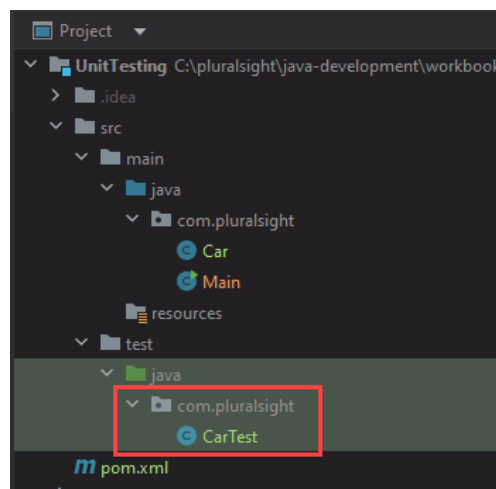 Project
UnitTesting C:\pluralsight\java-development\workboo
.idea
src
main
java
com.pluralsight
Car
Main
resources
test
java
com.pluralsight
CarTest
pom.xml